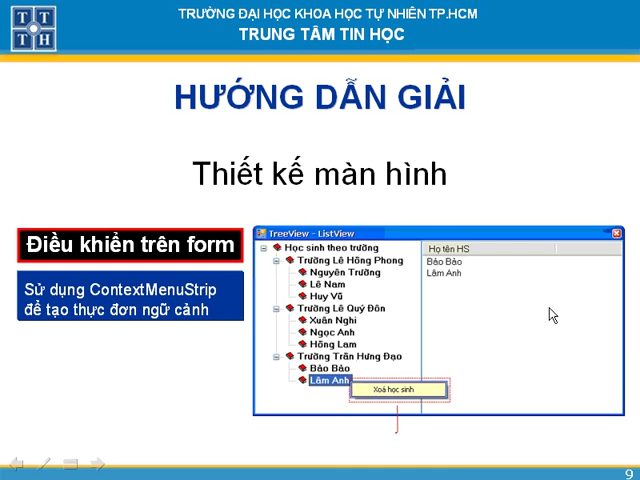 TRƯỜNG ĐẠI HỌC KHOA HỌC TỰ NHIÊN TP.HCM
TRUNG TÂM TIN HỌC
T T
T H
HƯỚNG DẪN GIẢI
Thiết kế màn hình
Điều khiển trên form
Sử dụng ContextMenuStrip
để tạo thực đơn ngữ cảnh
TreeView - ListView
Học sinh theo trường
Trường Lê Hồng Phong
Nguyên Trường
Lê Nam
Huy Vũ
Trường Lê Quý Đôn
Xuân Nghi
Ngọc Anh
Hồng Lam
Trường Trần Hưng Đạo
Bảo Bảo
Lâm Anh
Xoá học sinh
Họ tên HS
Bảo Bảo
Lâm Anh
9